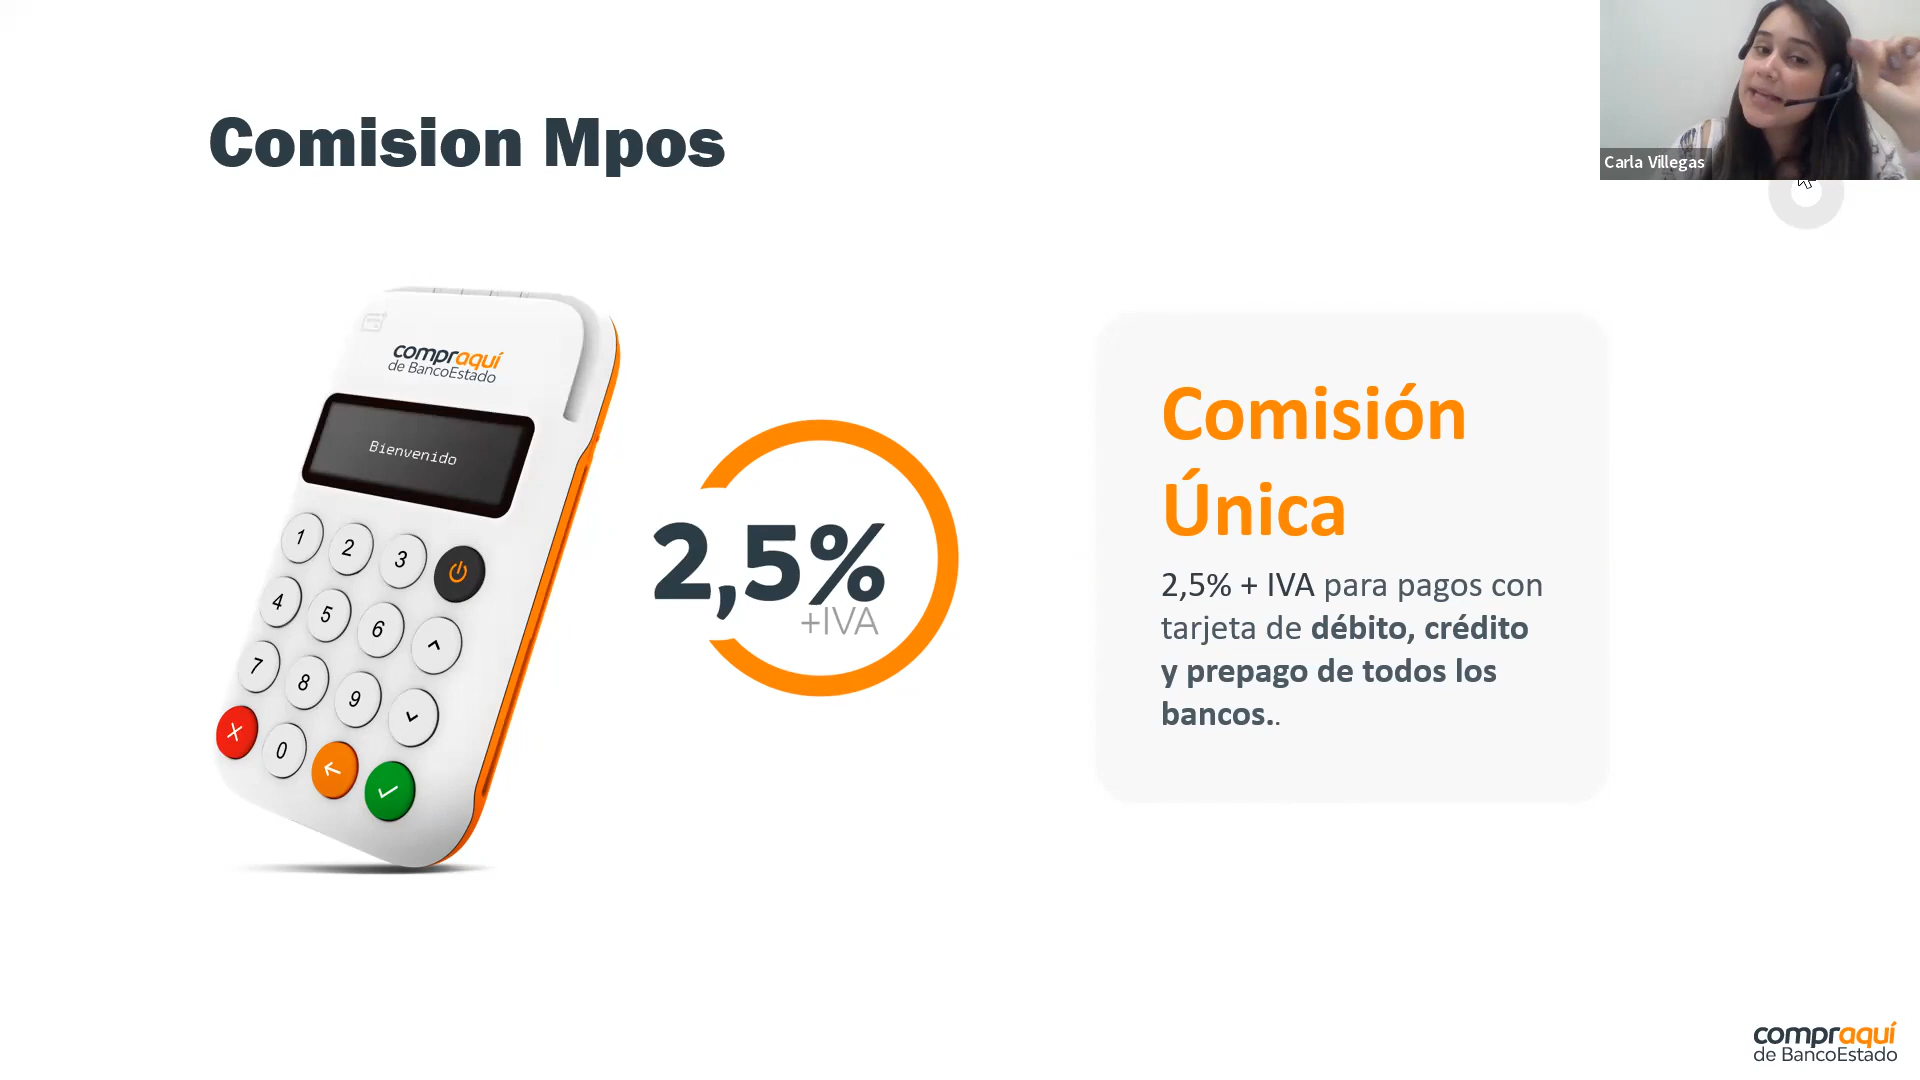 Comision Mpos
Carla Villegas
compraquí
de BancoEstado
Bienvenido
1
2
3
4
5
6
7
8
9
0
2,5%
+IVA
Comisión
Única
2,5% + IVA para pagos con
tarjeta de débito, crédito
y prepago de todos los
bancos..
compraquí
de BancoEstado